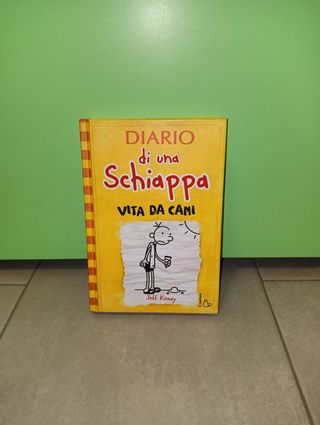 DIARIO
di una
Schiappa
VITA DA CANI
Jeff Kinney